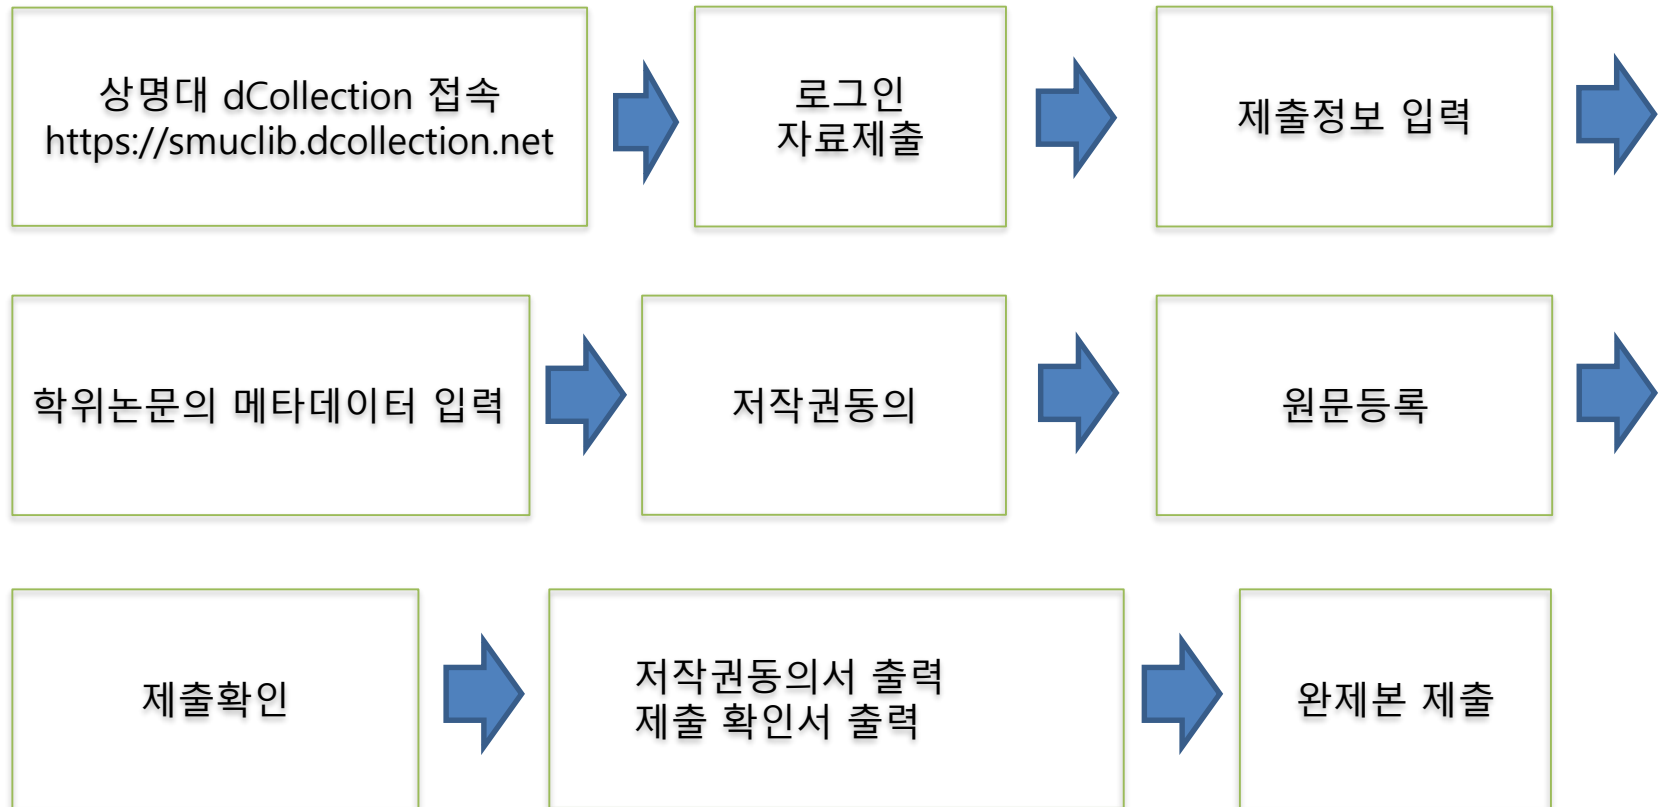 상명대 dCollection 접속
https://smuclib.dcollection.net
로그인
자료제출
제출정보 입력
학위논문의 메타데이터 입력
저작권동의
원문등록
제출확인
저작권동의서 출력
제출 확인서 출력
완제본 제출